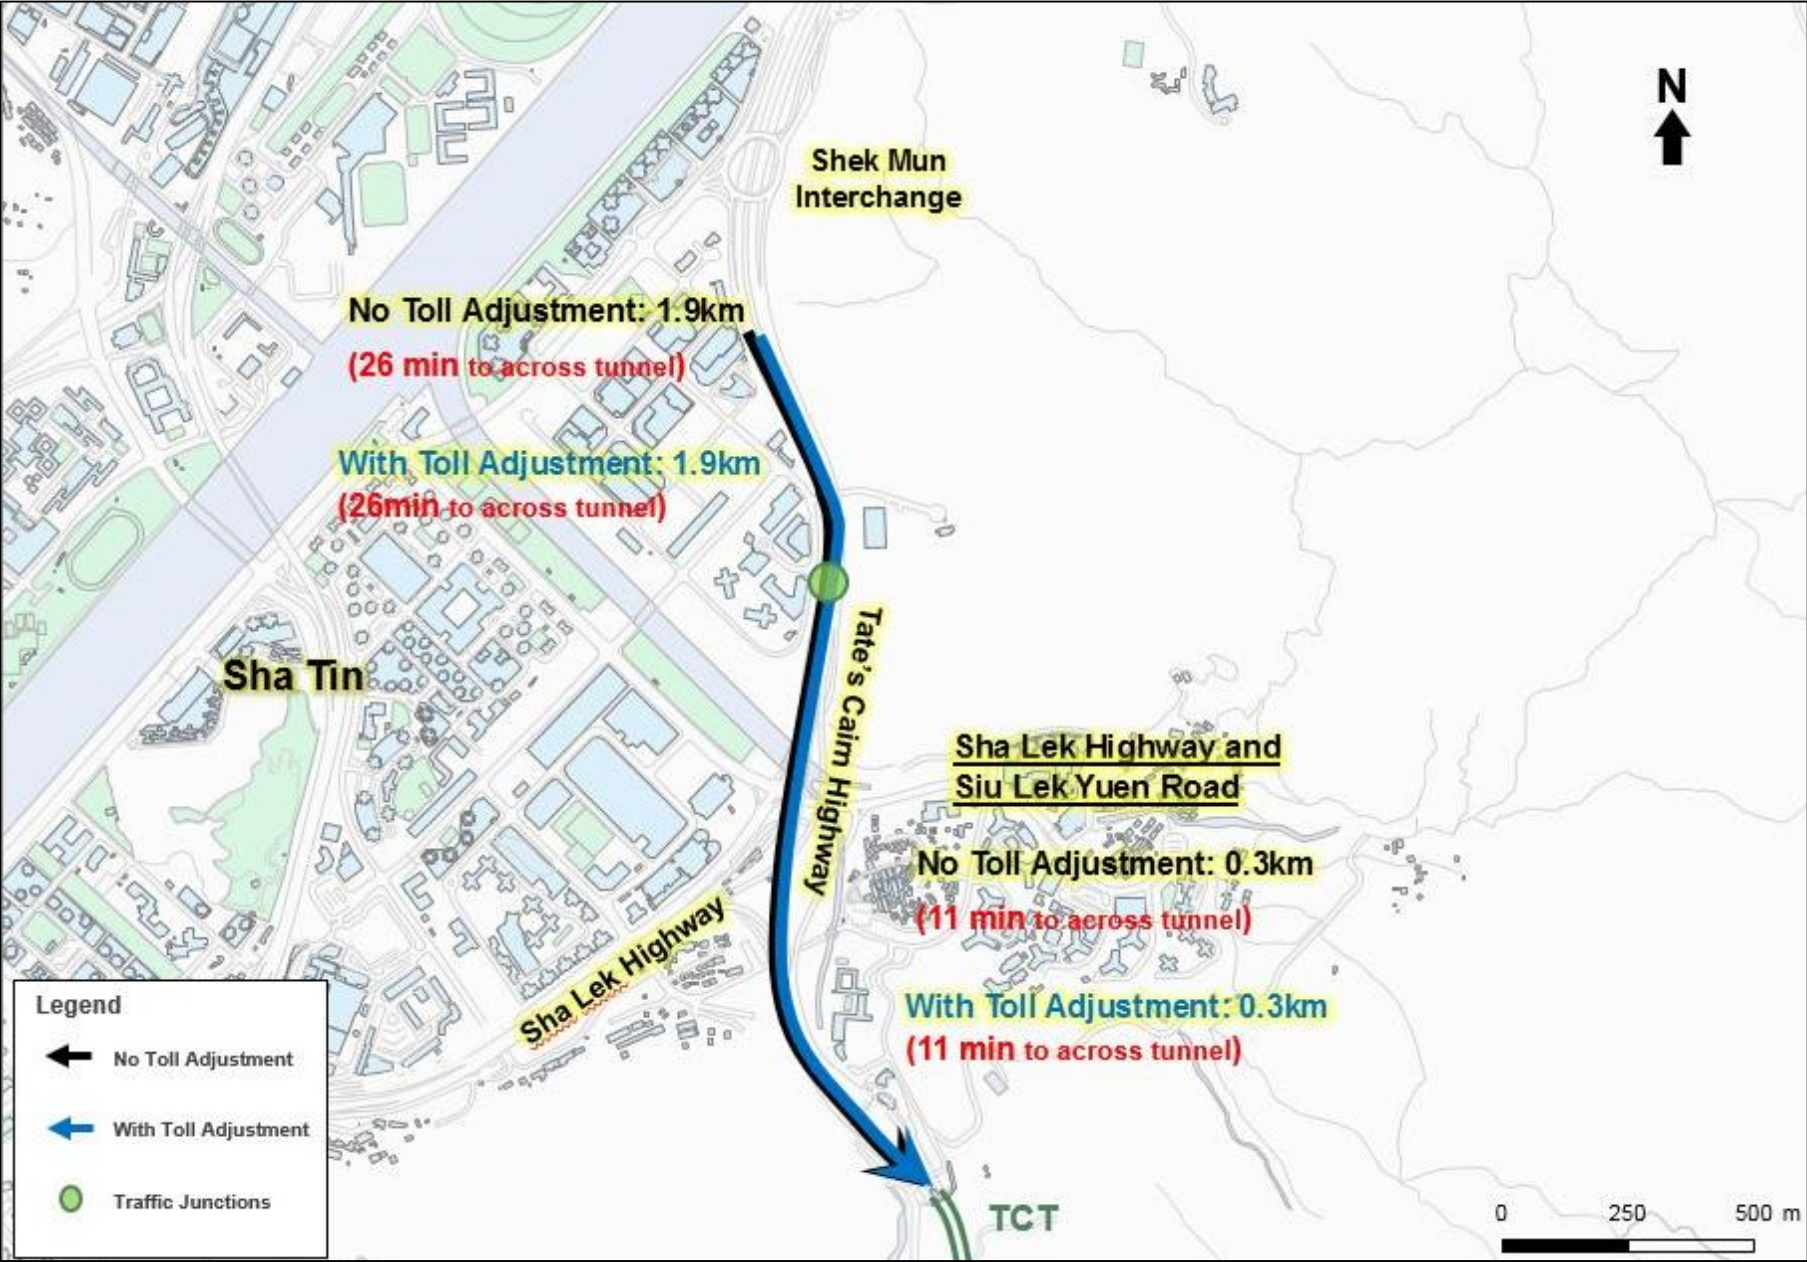 N
Shek Mun
Interchange
No Toll Adjustment: 1.9km
(26 min to across tunnel)
With Toll Adjustment: 1.9km
(26min to across tunnel)
Sha Tin
Tate's Cairn Highway
Sha Lek Highway and
Siu Lek Yuen Road
No Toll Adjustment: 0.3km
(11 min to across tunnel)
Sha Lek Highway
With Toll Adjustment: 0.3km
(11 min to across tunnel)
Legend
No Toll Adjustment
With Toll Adjustment
Traffic Junctions
TCT
0 250 500 m